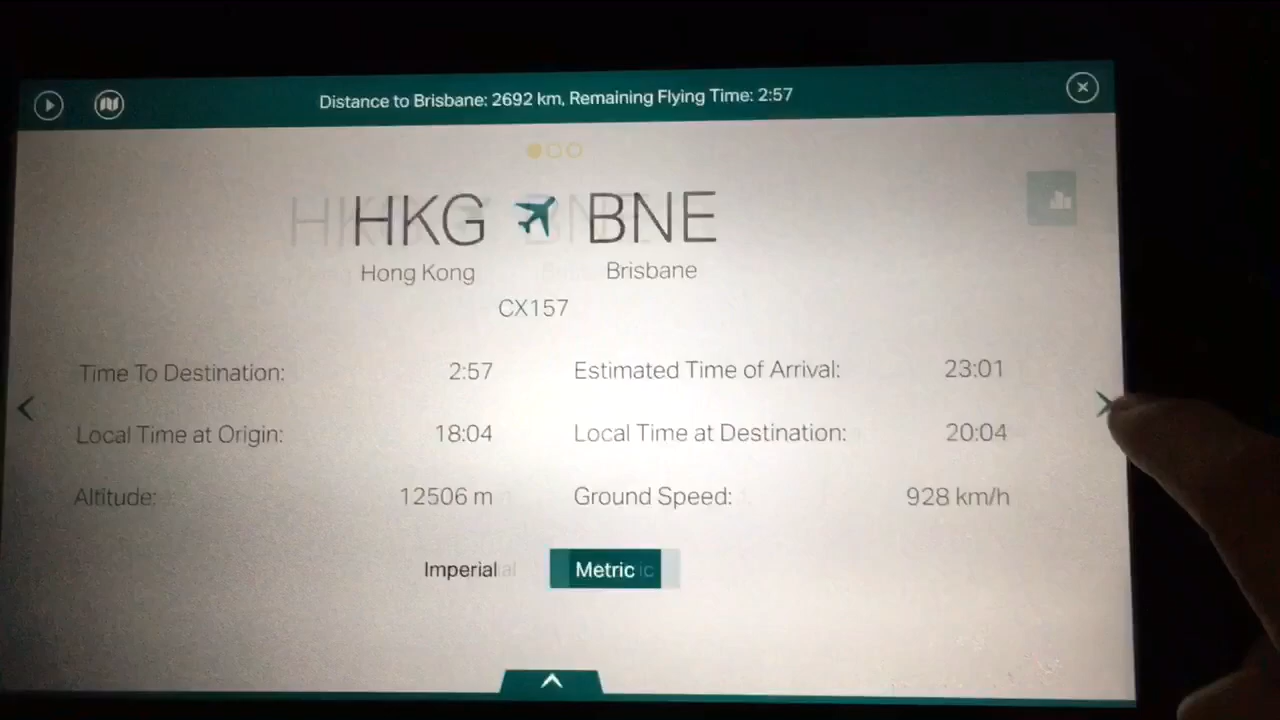 Distance to Brisbane: 2692 km, Remaining Flying Time: 2:57
HKG BNE
Hong Kong Brisbane
CX157
Time To Destination: 2:57 Estimated Time of Arrival: 23:01
Local Time at Origin: 18:04 Local Time at Destination: 20:04
Altitude: 12506 m Ground Speed: 928 km/h
Imperial Metric